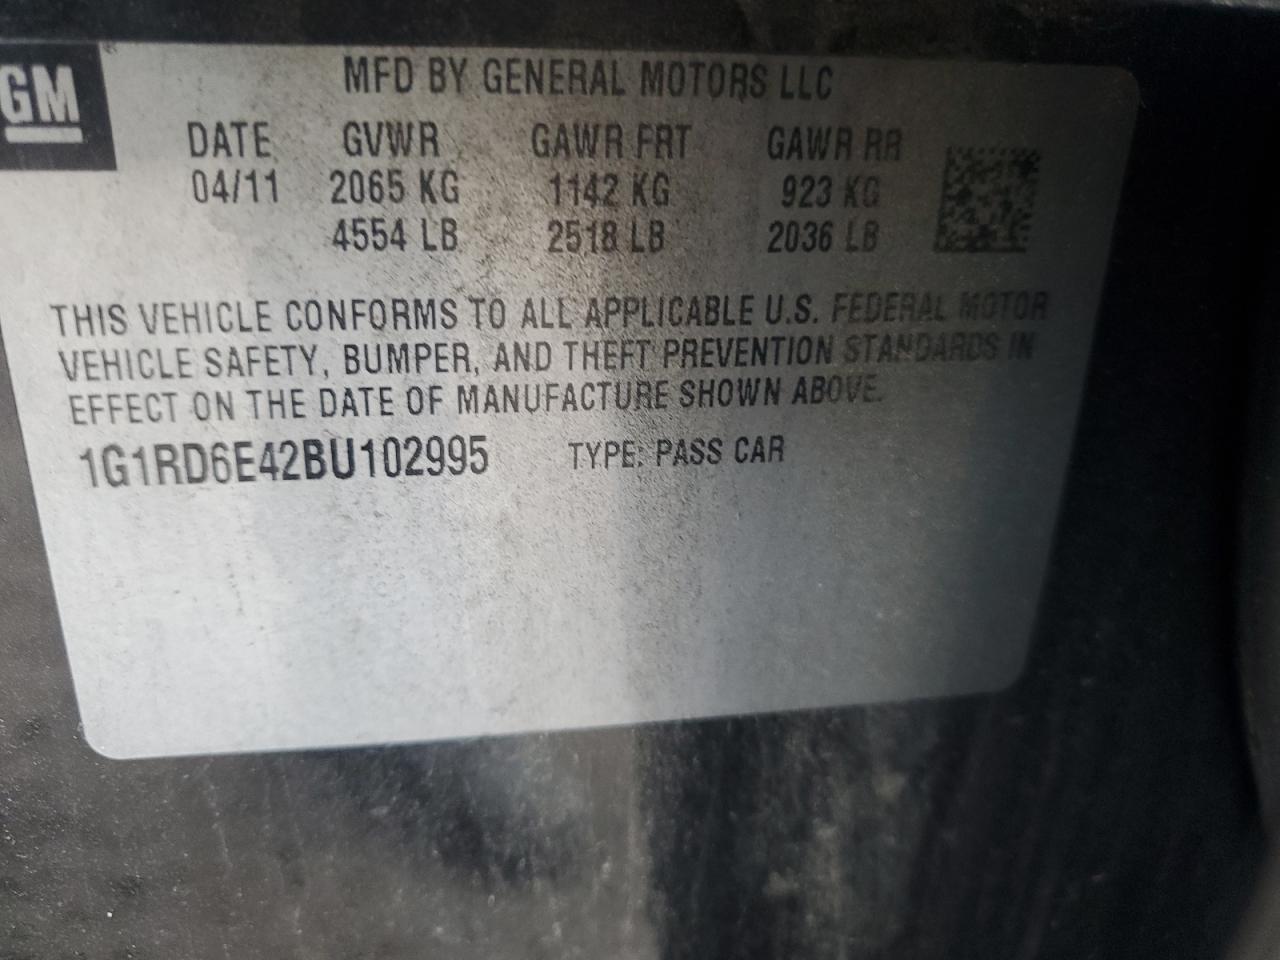 GM
MFD BY GENERAL MOTORS LLC
DATE GVWR GAWR FRT GAWR RR
04/11 2065 KG 1142 KG 923 KG
4554 LB 2518 LB 2036 LB
THIS VEHICLE CONFORMS TO ALL APPLICABLE U.S. FEDERAL MOTOR
VEHICLE SAFETY, BUMPER, AND THEFT PREVENTION STANDARDS IN
EFFECT ON THE DATE OF MANUFACTURE SHOWN ABOVE.
1G1RD6E42BU102995 TYPE: PASS CAR